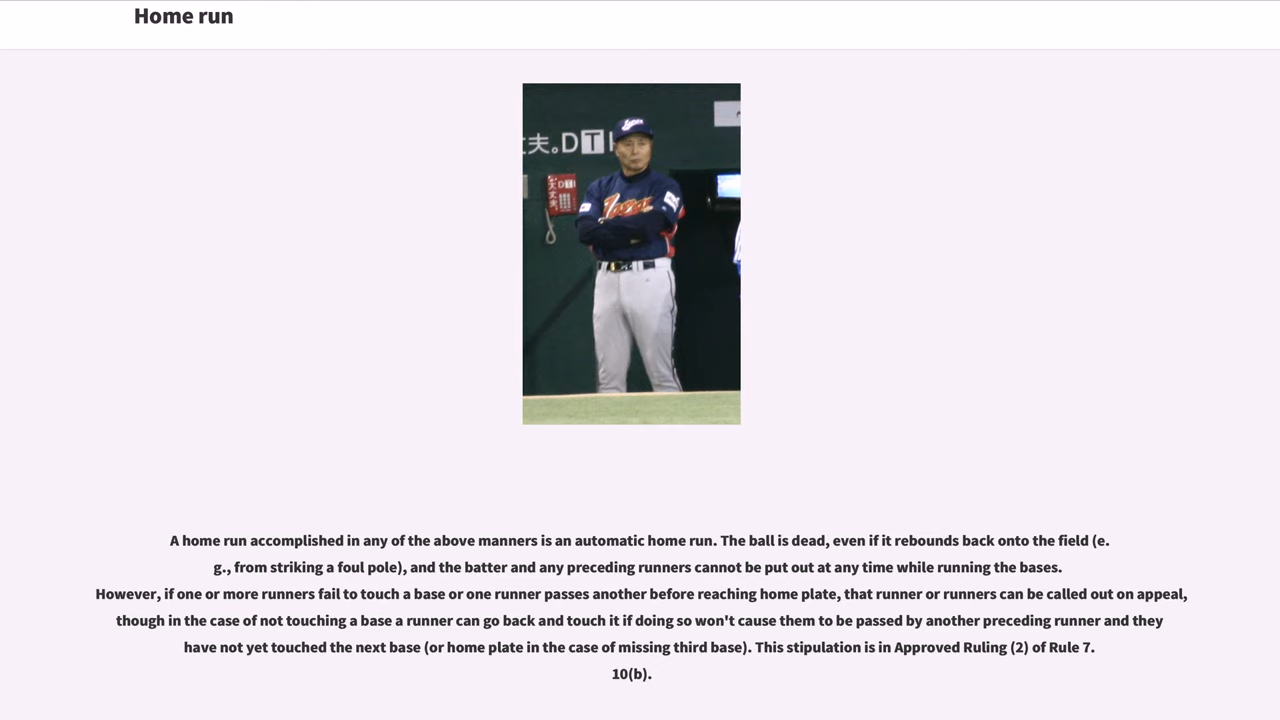 Home run
夫。DT
DTI
大丈夫。
Japan
A home run accomplished in any of the above manners is an automatic home run. The ball is dead, even if it rebounds back onto the field (e.
g., from striking a foul pole), and the batter and any preceding runners cannot be put out at any time while running the bases.
However, if one or more runners fail to touch a base or one runner passes another before reaching home plate, that runner or runners can be called out on appeal,
though in the case of not touching a base a runner can go back and touch it if doing so won't cause them to be passed by another preceding runner and they
have not yet touched the next base (or home plate in the case of missing third base). This stipulation is in Approved Ruling (2) of Rule 7.
10(b).